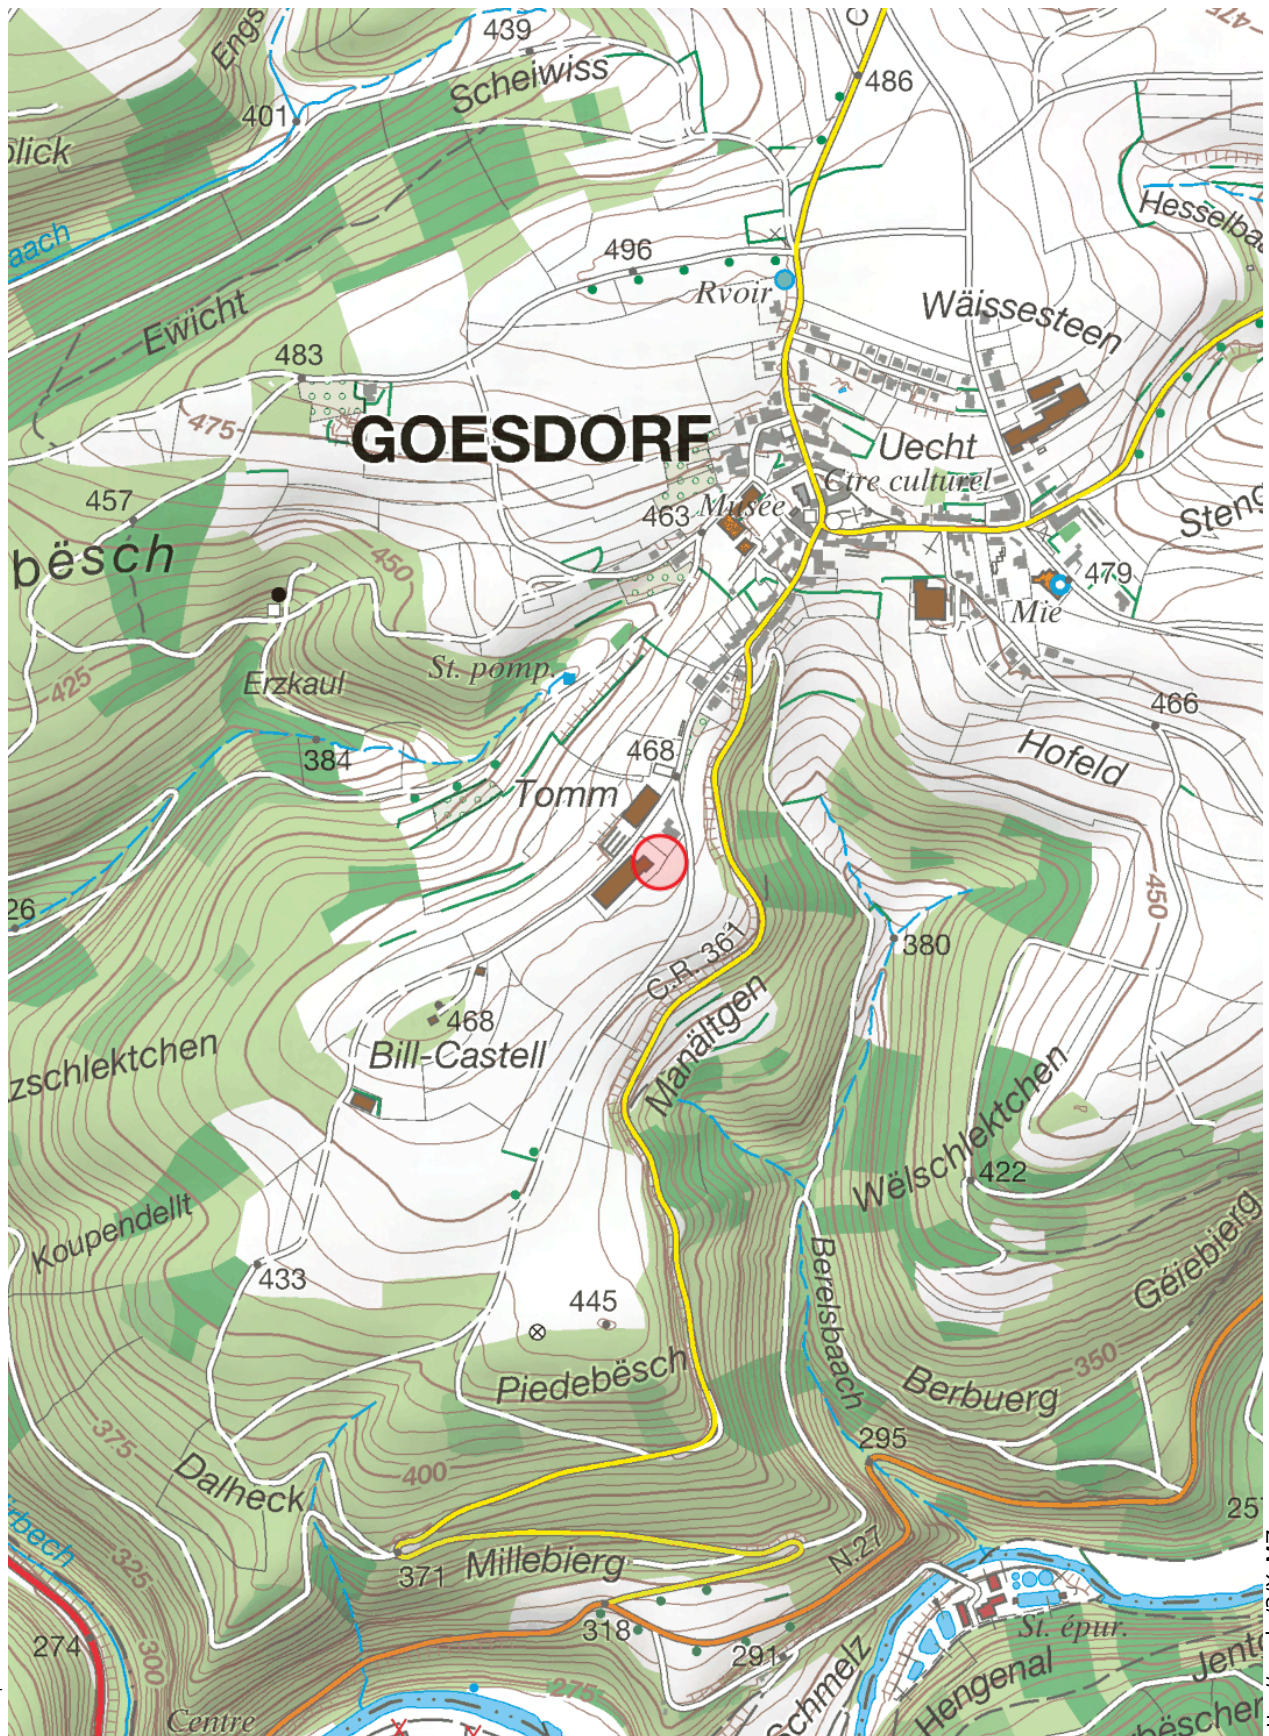 439
Scheiwiss
486
401
aach
Ewicht
496
Rvoir
Hesselba
Wäissesteen
483
475
GOESDORF
Uecht
Ctre culturel
457
463
Musée
Steng
bësch
450
479
Mie
425
Erzkaul
St. pomp.
466
384
468
Hofeld
Tomm
26
450
380
C.R. 361
468
Manältgen
zschlektchen
Bill-Castell
Wëlschlektchen
422
Koupendellt
Géiebierg
433
445
Berelsbaach
350
Piedebësch
Berbuerg
375
400
295
Dalheck
257
325
371
Millebierg
N.27
274
318
St. épur.
300
291
Schmelz
Hengenal
Jent
275
Centre
bëscher